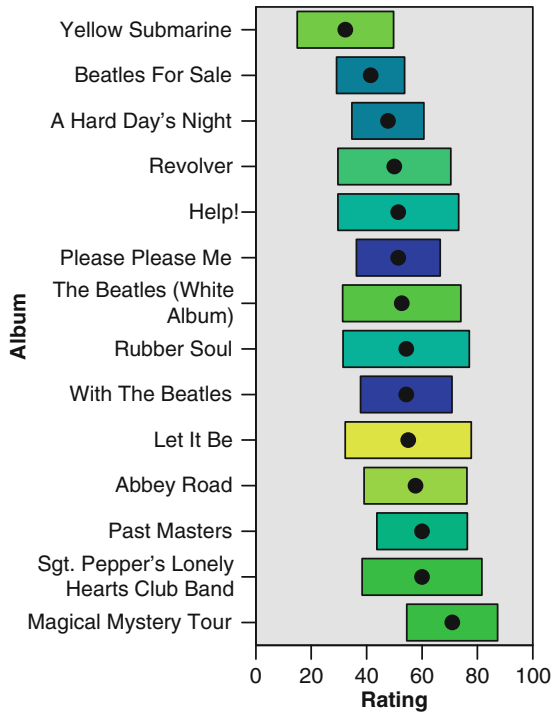 Yellow Submarine
Beatles For Sale
A Hard Day's Night
Revolver
Help!
Please Please Me
The Beatles (White
Album)
Rubber Soul
With The Beatles
Let It Be
Abbey Road
Past Masters
Sgt. Pepper's Lonely
Hearts Club Band
Magical Mystery Tour
Album
0 20 40 60 80 100
Rating